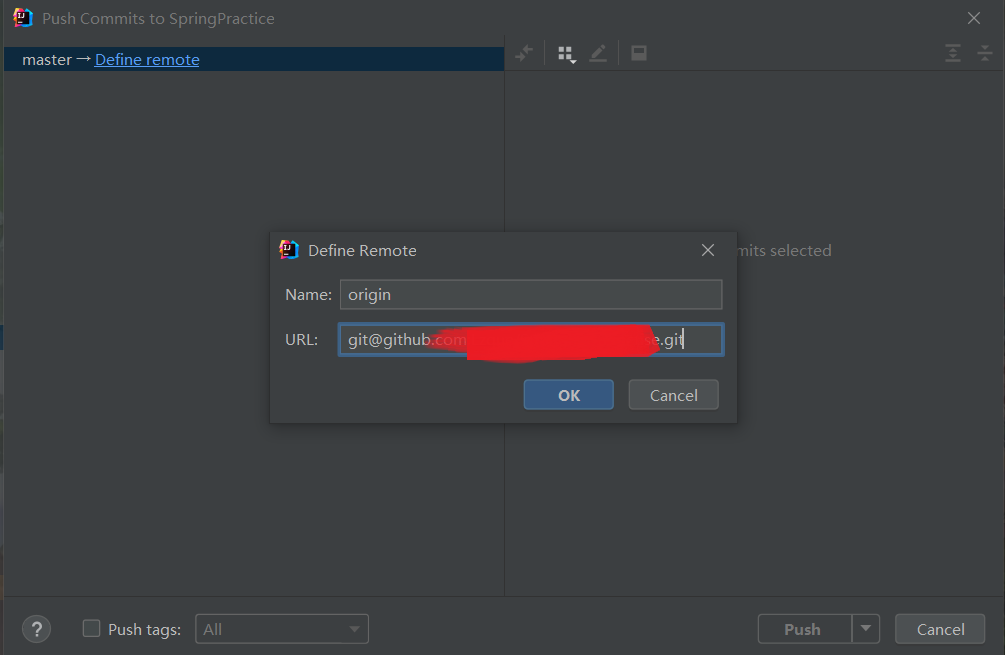 Push Commits to SpringPractice
master → Define remote
mits selected
Define Remote
Name: origin
URL: git@github.com e.git
OK Cancel
? Push tags: All Push Cancel